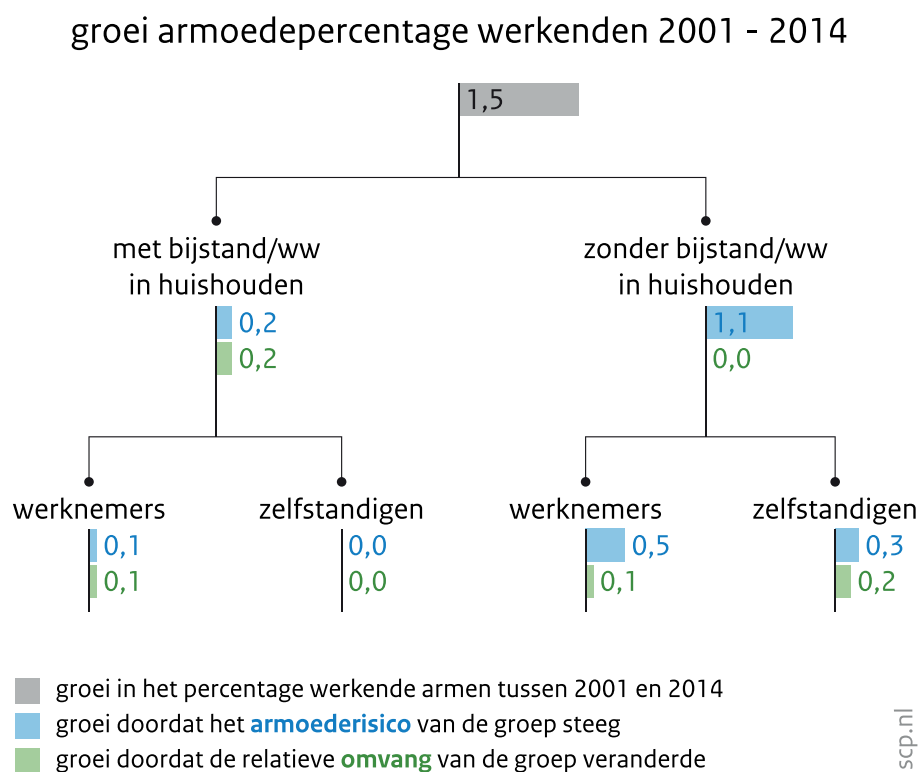 groei armoedepercentage werkenden 2001 - 2014
1,5
met bijstand/ww
in huishouden
0,2
0,2
zonder bijstand/ww
in huishouden
1,1
0,0
werknemers
0,1
0,1
zelfstandigen
0,0
0,0
werknemers
0,5
0,1
zelfstandigen
0,3
0,2
groei in het percentage werkende armen tussen 2001 en 2014
groei doordat het armoederisico van de groep steeg
groei doordat de relatieve omvang van de groep veranderde
scp.nl